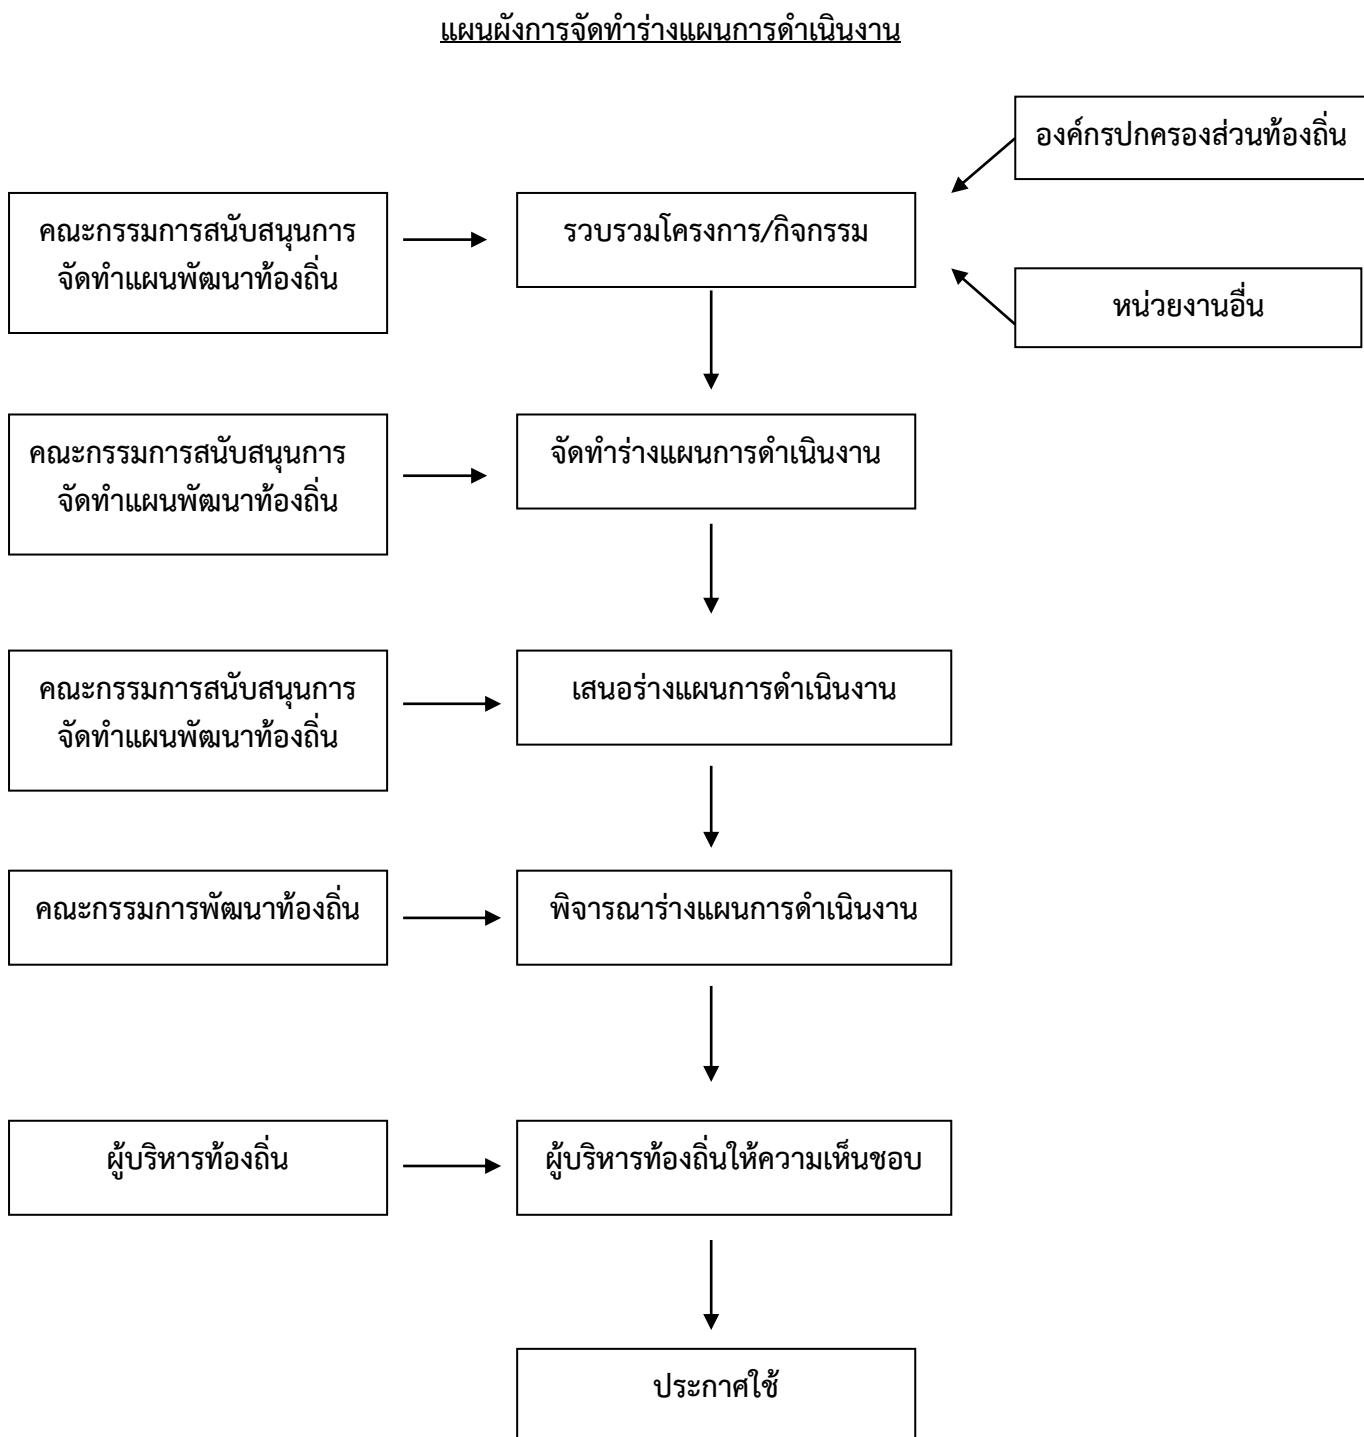 แผนผังการจัดทำร่างแผนการดำเนินงาน
องค์กรปกครองส่วนท้องถิ่น
คณะกรรมการสนับสนุนการ
จัดทำแผนพัฒนาท้องถิ่น
รวบรวมโครงการ/กิจกรรม
หน่วยงานอื่น
คณะกรรมการสนับสนุนการ
จัดทำแผนพัฒนาท้องถิ่น
จัดทำร่างแผนการดำเนินงาน
คณะกรรมการสนับสนุนการ
จัดทำแผนพัฒนาท้องถิ่น
เสนอร่างแผนการดำเนินงาน
คณะกรรมการพัฒนาท้องถิ่น
พิจารณาร่างแผนการดำเนินงาน
ผู้บริหารท้องถิ่น
ผู้บริหารท้องถิ่นให้ความเห็นชอบ
ประกาศใช้